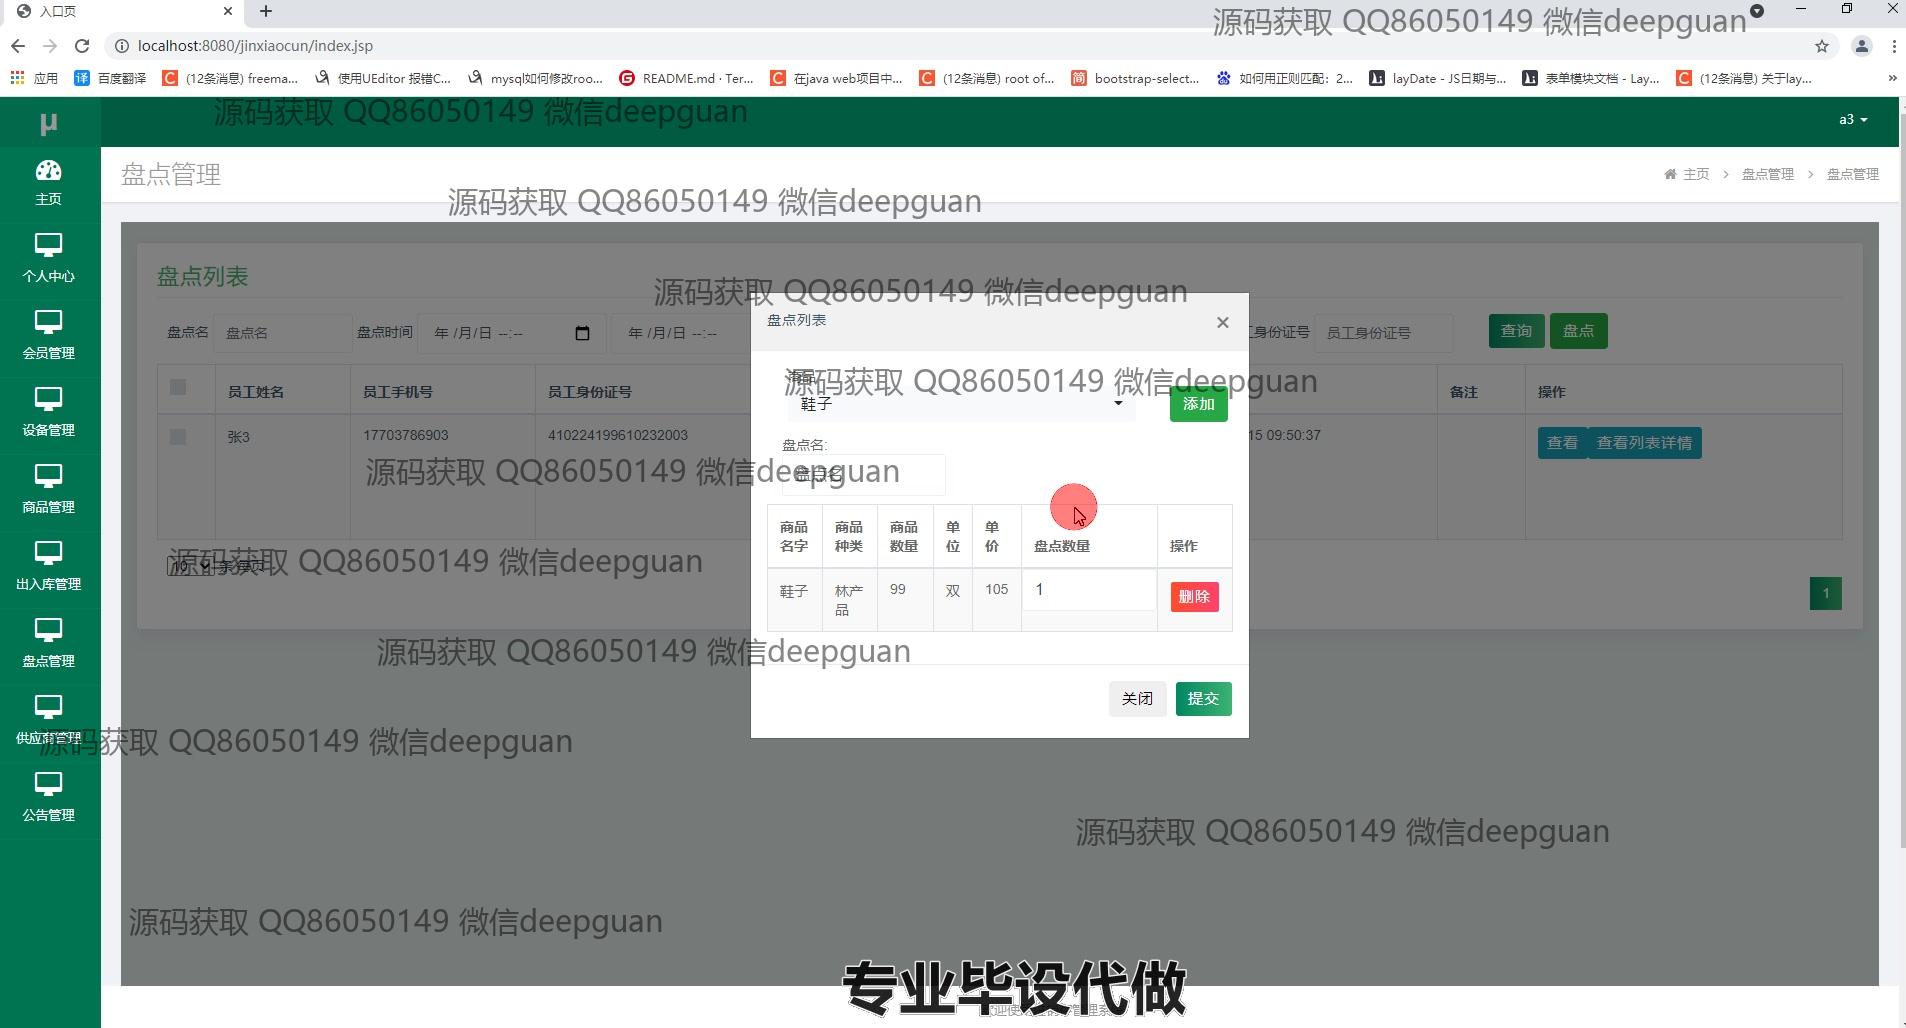 入口页
源码获取 QQ86050149 微信deepguan
localhost:8080/jinxiaocun/index.jsp
应用 百度翻译 (12条消息) freema... 使用UEditor 报错C... mysql如何修改roo... README.md · Ter... 在java web项目中... (12条消息) root of... bootstrap-select... 如何用正则匹配：2... layDate - JS日期与... 表单模块文档 - Lay... (12条消息) 关于lay...
μ
源码获取 QQ86050149 微信deepguan
a3
主页
盘点管理
主页 > 盘点管理 > 盘点管理
源码获取 QQ86050149 微信deepguan
个人中心
会员管理
设备管理
商品管理
出入库管理
盘点管理
供应商管理
公告管理
盘点列表
源码获取 QQ86050149 微信deepguan
盘点名 盘点名 盘点时间 年 /月/日 --:-- 年 /月/日 --:--
工身份证号 员工身份证号 查询 盘点
员工姓名 员工手机号 员工身份证号 备注 操作
张3 17703786903 410224199610232003 15 09:50:37 查看 查看列表详情
盘点列表 ×
商品
源码获取 QQ86050149 微信deepguan
鞋子 添加
盘点名:
盘点名
源码获取 QQ86050149 微信deepguan
商品名字 商品种类 商品数量 单位 单价 盘点数量 操作
鞋子 林产品 99 双 105 1 删除
源码获取 QQ86050149 微信deepguan
10 条 每页
1
源码获取 QQ86050149 微信deepguan
关闭 提交
源码获取 QQ86050149 微信deepguan
源码获取 QQ86050149 微信deepguan
源码获取 QQ86050149 微信deepguan
专业毕设代做